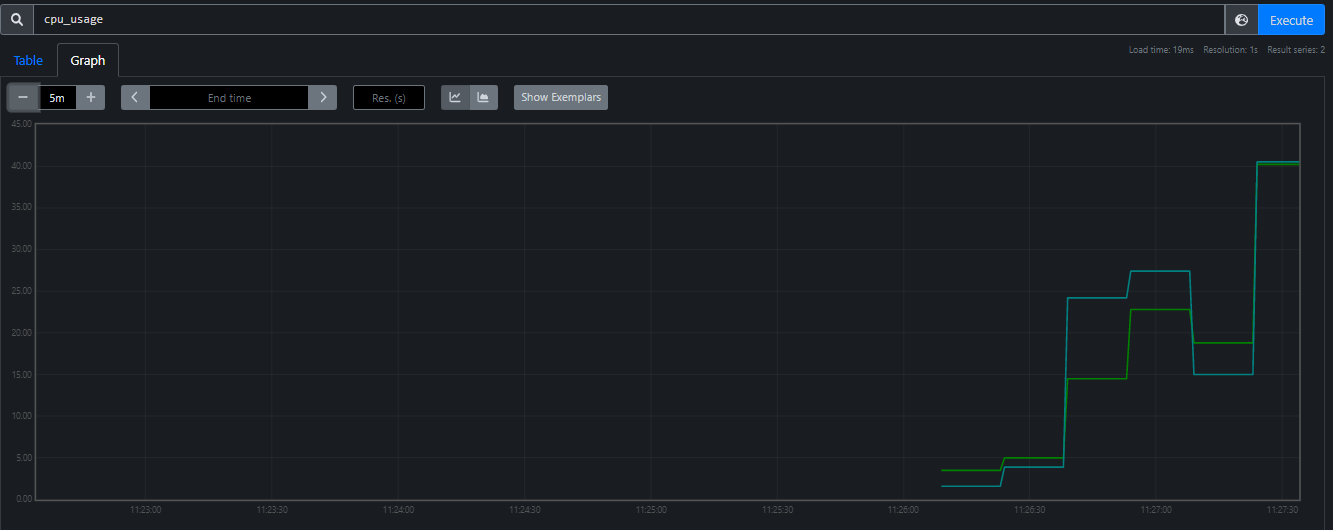 cpu_usage
Execute
Table
Graph
Load time: 19ms Resolution: 1s Result series: 2
5m
End time
Res. (s)
Show Exemplars
45.00
40.00
35.00
30.00
25.00
20.00
15.00
10.00
5.00
0.00
11:23:00 11:23:30 11:24:00 11:24:30 11:25:00 11:25:30 11:26:00 11:26:30 11:27:00 11:27:30